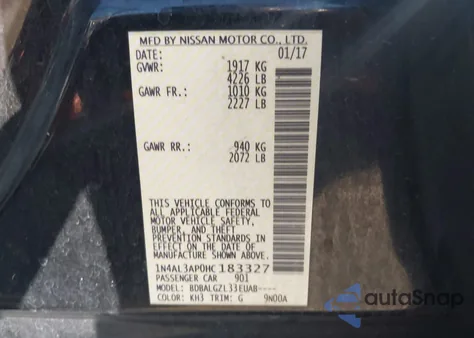 MFD BY NISSAN MOTOR CO., LTD.
DATE: 01/17
GVWR: 1917 KG
4226 LB
GAWR FR.: 1010 KG
2227 LB
GAWR RR.: 940 KG
2072 LB
THIS VEHICLE CONFORMS TO
ALL APPLICABLE FEDERAL
MOTOR VEHICLE SAFETY,
BUMPER, AND THEFT
PREVENTION STANDARDS IN
EFFECT ON THE DATE OF
MANUFACTURE SHOWN ABOVE.
1N4AL3AP0HC183327
PASSENGER CAR 901
MODEL: BDBALGZL33EUAB----
COLOR: KH3 TRIM: G 9N00A
autoSnap